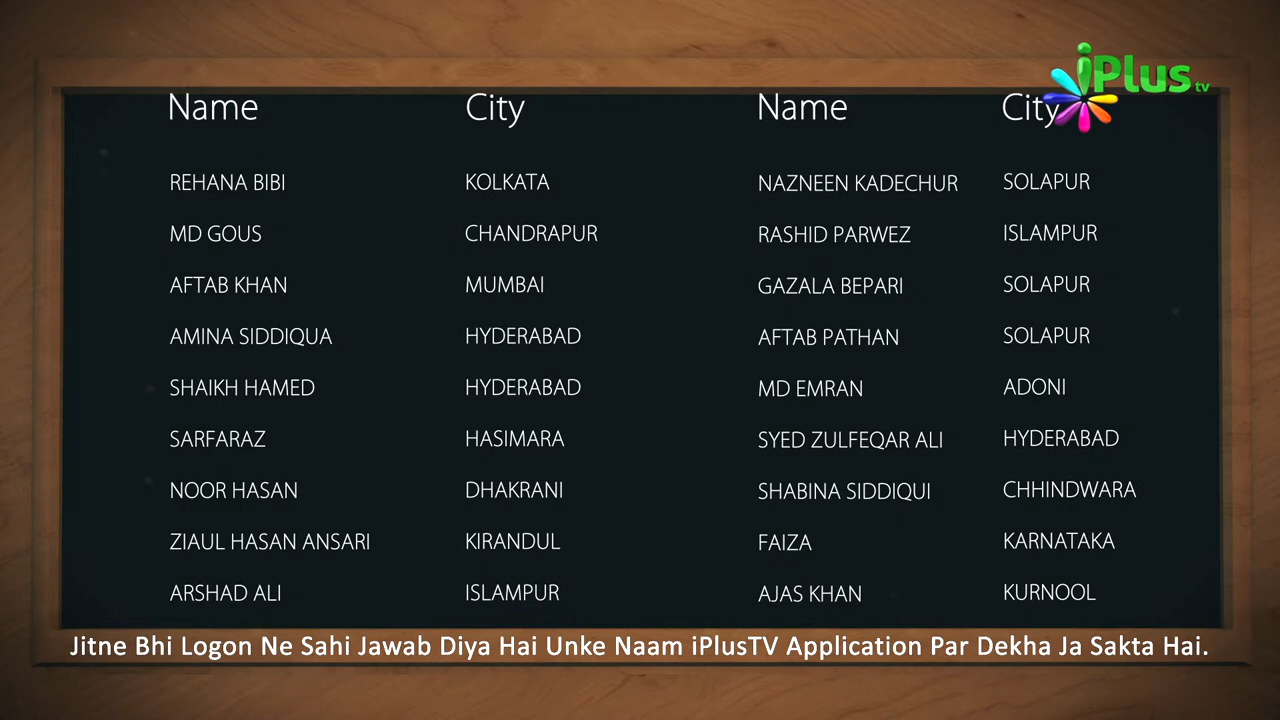 iPlus tv
Name City Name City
REHANA BIBI KOLKATA NAZNEEN KADECHUR SOLAPUR
MD GOUS CHANDRAPUR RASHID PARWEZ ISLAMPUR
AFTAB KHAN MUMBAI GAZALA BEPARI SOLAPUR
AMINA SIDDIQUA HYDERABAD AFTAB PATHAN SOLAPUR
SHAIKH HAMED HYDERABAD MD EMRAN ADONI
SARFARAZ HASIMARA SYED ZULFEQAR ALI HYDERABAD
NOOR HASAN DHAKRANI SHABINA SIDDIQUI CHHINDWARA
ZIAUL HASAN ANSARI KIRANDUL FAIZA KARNATAKA
ARSHAD ALI ISLAMPUR AJAS KHAN KURNOOL
Jitne Bhi Logon Ne Sahi Jawab Diya Hai Unke Naam iPlusTV Application Par Dekha Ja Sakta Hai.